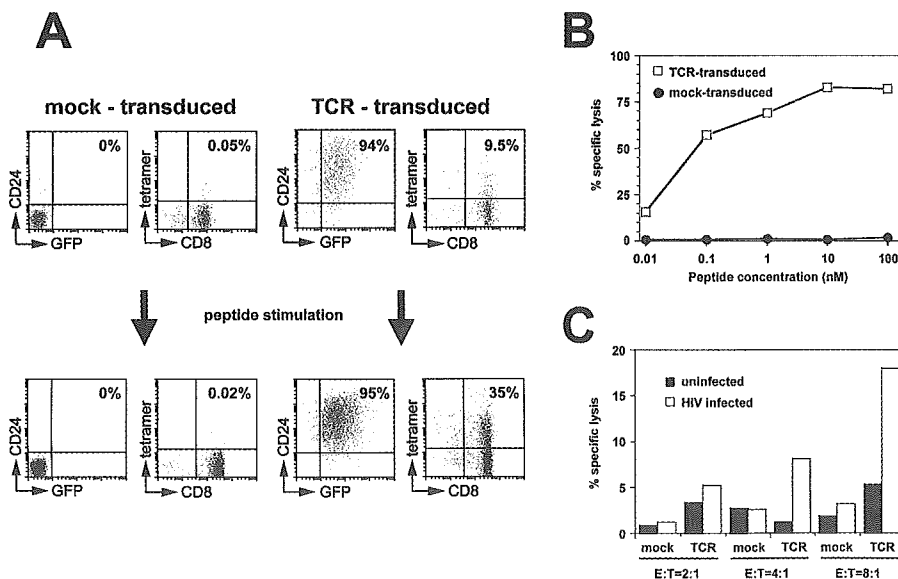 A
mock - transduced
TCR - transduced
0%
CD24
GFP
0.05%
tetramer
CD8
94%
CD24
GFP
9.5%
tetramer
CD8
peptide stimulation
0%
CD24
GFP
0.02%
tetramer
CD8
95%
CD24
GFP
35%
tetramer
CD8
B
100
75
50
25
0
% specific lysis
TCR-transduced
mock-transduced
0.01 0.1 1 10 100
Peptide concentration (nM)
C
20
15
10
5
0
% specific lysis
uninfected
HIV infected
mock TCR mock TCR mock TCR
E:T=2:1 E:T=4:1 E:T=8:1